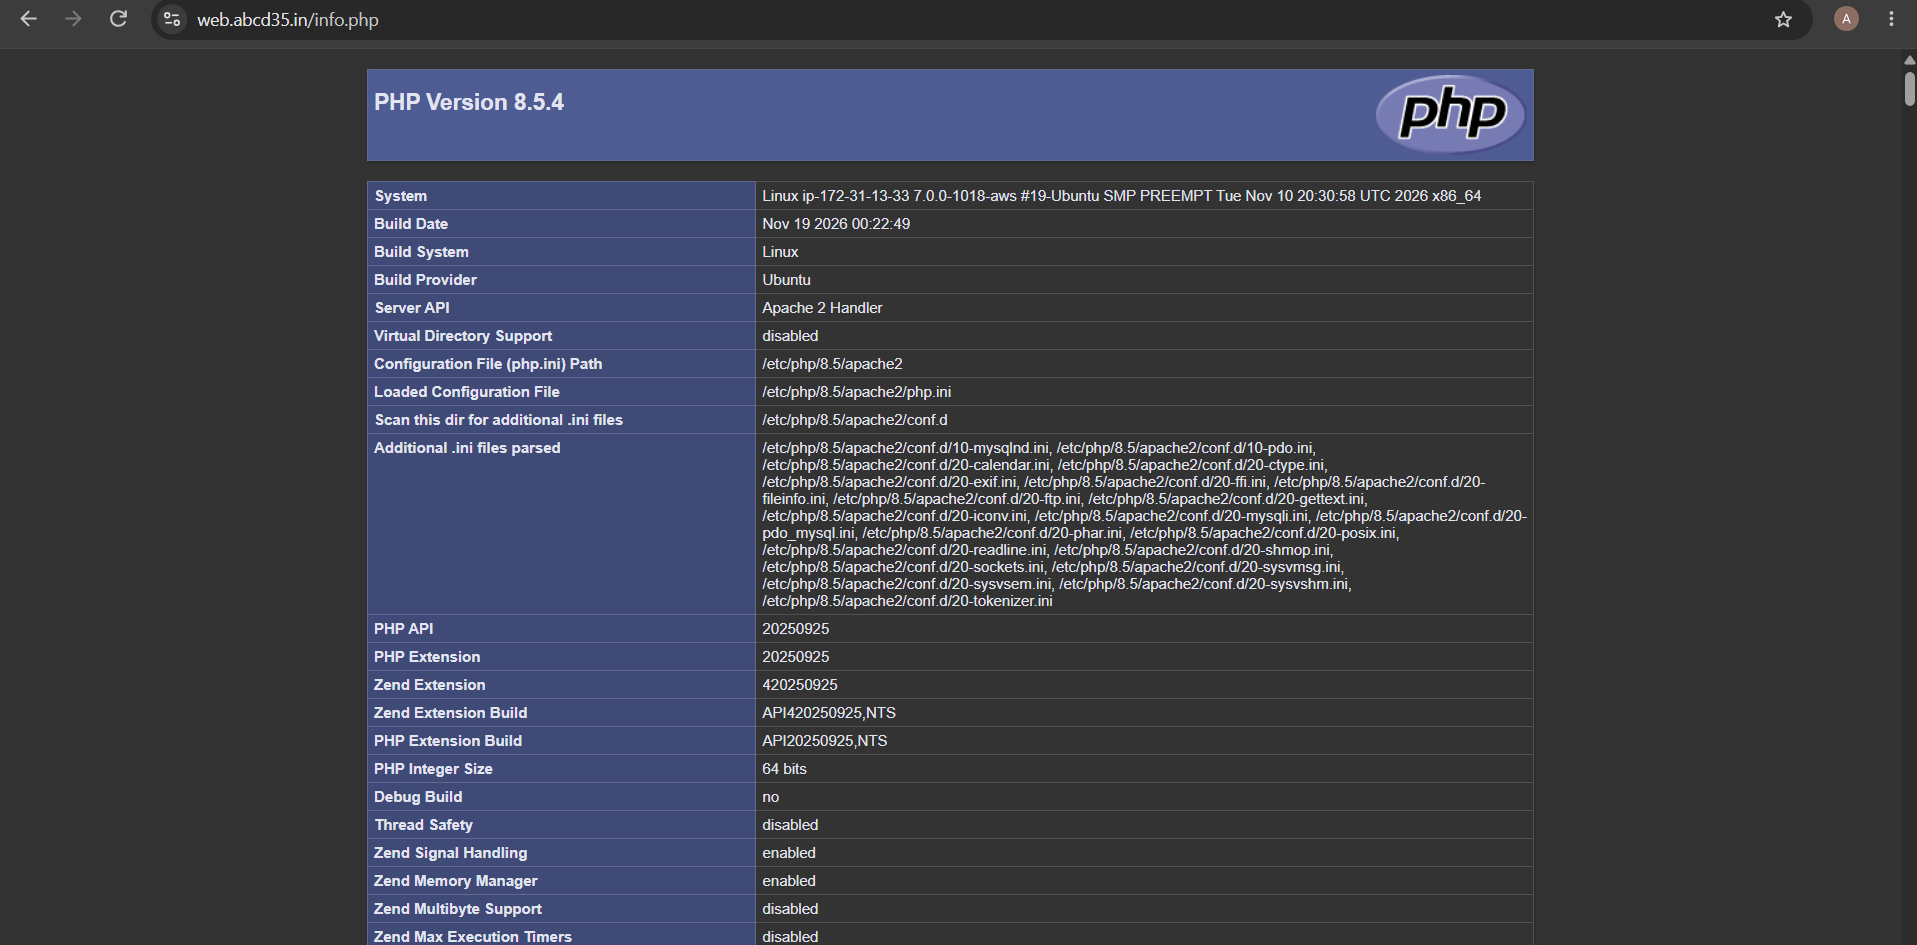 web.abcd35.in/info.php
A
PHP Version 8.5.4
php
System Linux ip-172-31-13-33 7.0.0-1018-aws #19-Ubuntu SMP PREEMPT Tue Nov 10 20:30:58 UTC 2026 x86_64
Build Date Nov 19 2026 00:22:49
Build System Linux
Build Provider Ubuntu
Server API Apache 2 Handler
Virtual Directory Support disabled
Configuration File (php.ini) Path /etc/php/8.5/apache2
Loaded Configuration File /etc/php/8.5/apache2/php.ini
Scan this dir for additional .ini files /etc/php/8.5/apache2/conf.d
Additional .ini files parsed /etc/php/8.5/apache2/conf.d/10-mysqlnd.ini, /etc/php/8.5/apache2/conf.d/10-pdo.ini,
/etc/php/8.5/apache2/conf.d/20-calendar.ini, /etc/php/8.5/apache2/conf.d/20-ctype.ini,
/etc/php/8.5/apache2/conf.d/20-exif.ini, /etc/php/8.5/apache2/conf.d/20-ffi.ini, /etc/php/8.5/apache2/conf.d/20-
fileinfo.ini, /etc/php/8.5/apache2/conf.d/20-ftp.ini, /etc/php/8.5/apache2/conf.d/20-gettext.ini,
/etc/php/8.5/apache2/conf.d/20-iconv.ini, /etc/php/8.5/apache2/conf.d/20-mysqli.ini, /etc/php/8.5/apache2/conf.d/20-
pdo_mysql.ini, /etc/php/8.5/apache2/conf.d/20-phar.ini, /etc/php/8.5/apache2/conf.d/20-posix.ini,
/etc/php/8.5/apache2/conf.d/20-readline.ini, /etc/php/8.5/apache2/conf.d/20-shmop.ini,
/etc/php/8.5/apache2/conf.d/20-sockets.ini, /etc/php/8.5/apache2/conf.d/20-sysvmsg.ini,
/etc/php/8.5/apache2/conf.d/20-sysvsem.ini, /etc/php/8.5/apache2/conf.d/20-sysvshm.ini,
/etc/php/8.5/apache2/conf.d/20-tokenizer.ini
PHP API 20250925
PHP Extension 20250925
Zend Extension 420250925
Zend Extension Build API420250925,NTS
PHP Extension Build API20250925,NTS
PHP Integer Size 64 bits
Debug Build no
Thread Safety disabled
Zend Signal Handling enabled
Zend Memory Manager enabled
Zend Multibyte Support disabled
Zend Max Execution Timers disabled